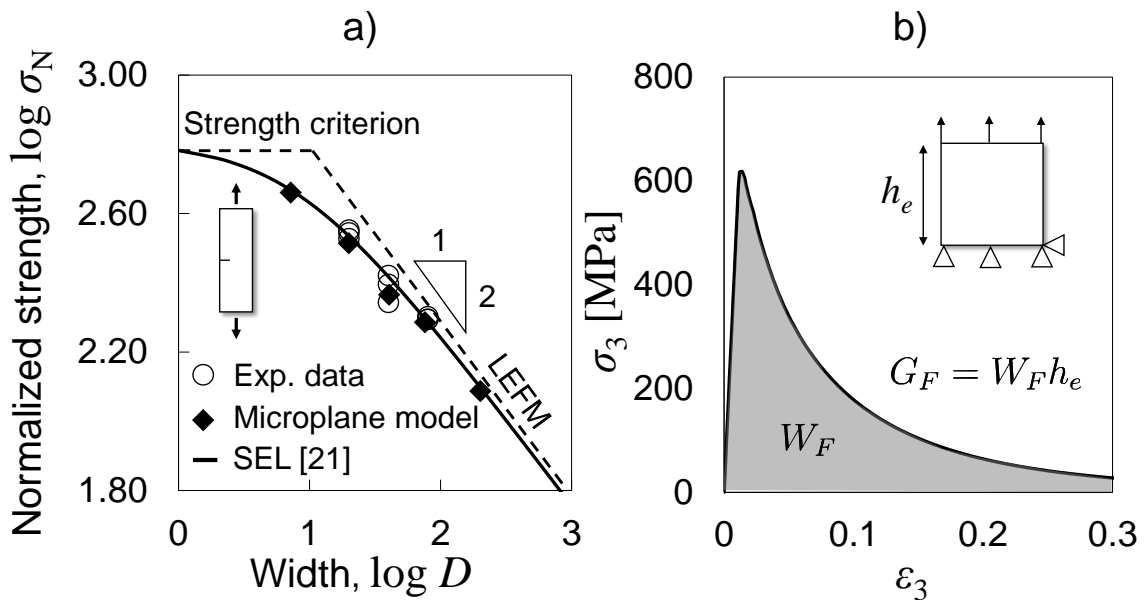 a)
Normalized strength, log σN
3.00
2.60
2.20
1.80
Strength criterion
1
2
LEFM
Exp. data
Microplane model
SEL [21]
0
1
2
3
Width, log D
b)
σ3 [MPa]
800
600
400
200
0
he
GF = WF he
WF
0
0.1
0.2
0.3
ε3